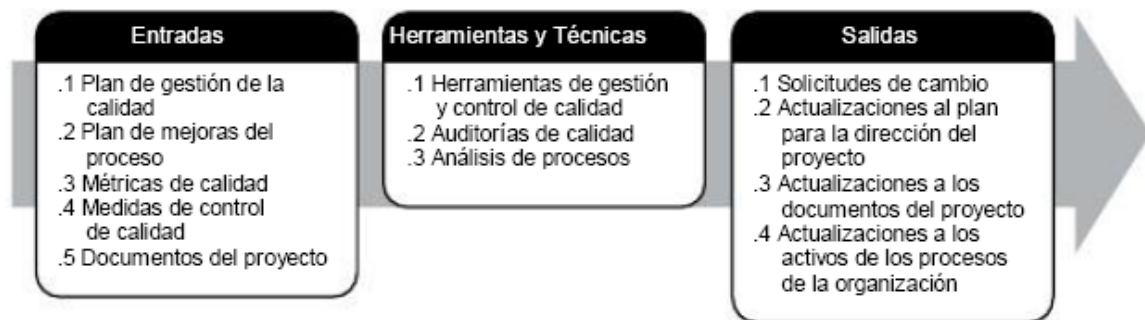 Entradas
.1 Plan de gestión de la
calidad
.2 Plan de mejoras del
proceso
.3 Métricas de calidad
.4 Medidas de control
de calidad
.5 Documentos del proyecto
Herramientas y Técnicas
.1 Herramientas de gestión
y control de calidad
.2 Auditorías de calidad
.3 Análisis de procesos
Salidas
.1 Solicitudes de cambio
.2 Actualizaciones al plan
para la dirección del
proyecto
.3 Actualizaciones a los
documentos del proyecto
.4 Actualizaciones a los
activos de los procesos
de la organización